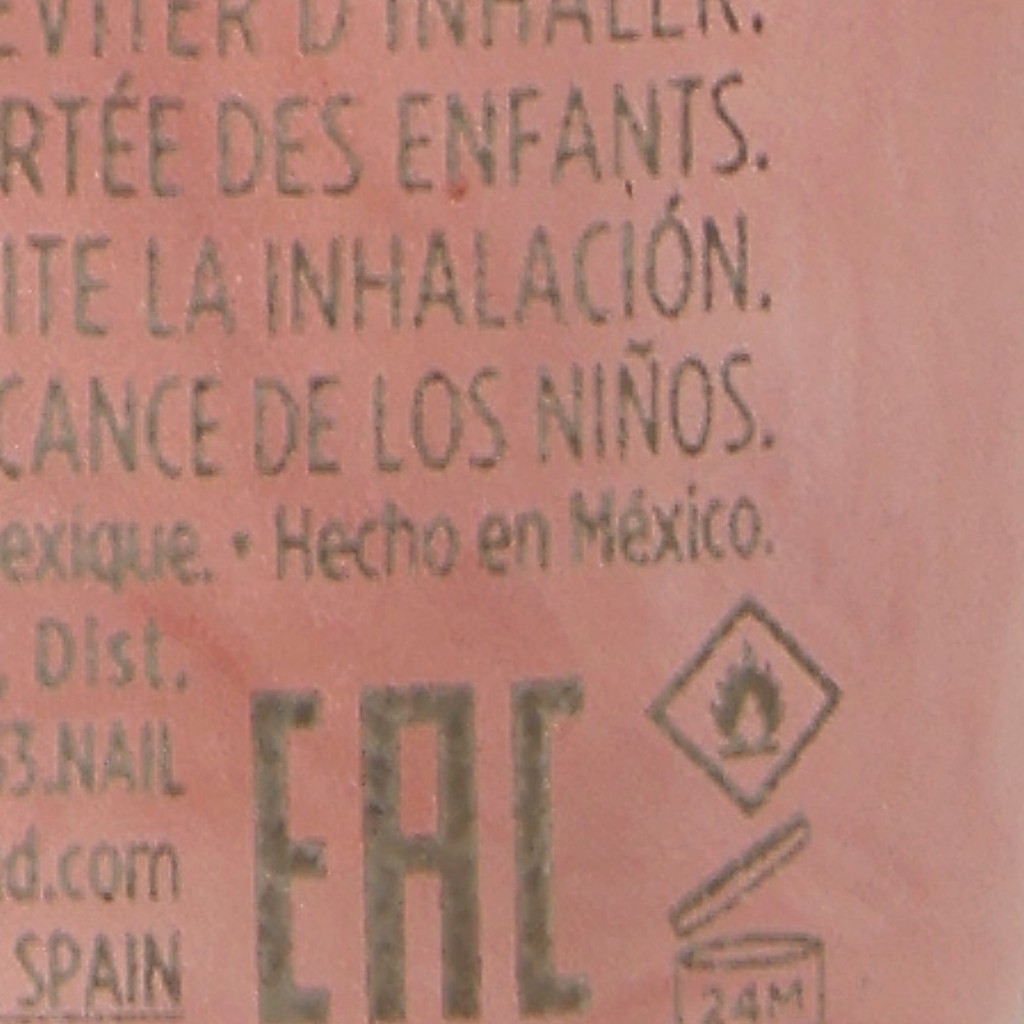 ÉVITER D'INHALER.
RTÉE DES ENFANTS.
ITE LA INHALACIÓN.
CANCE DE LOS NIÑOS.
exique. • Hecho en México.
, Dist.
3.NAIL
d.com
SPAIN
EAC
24M